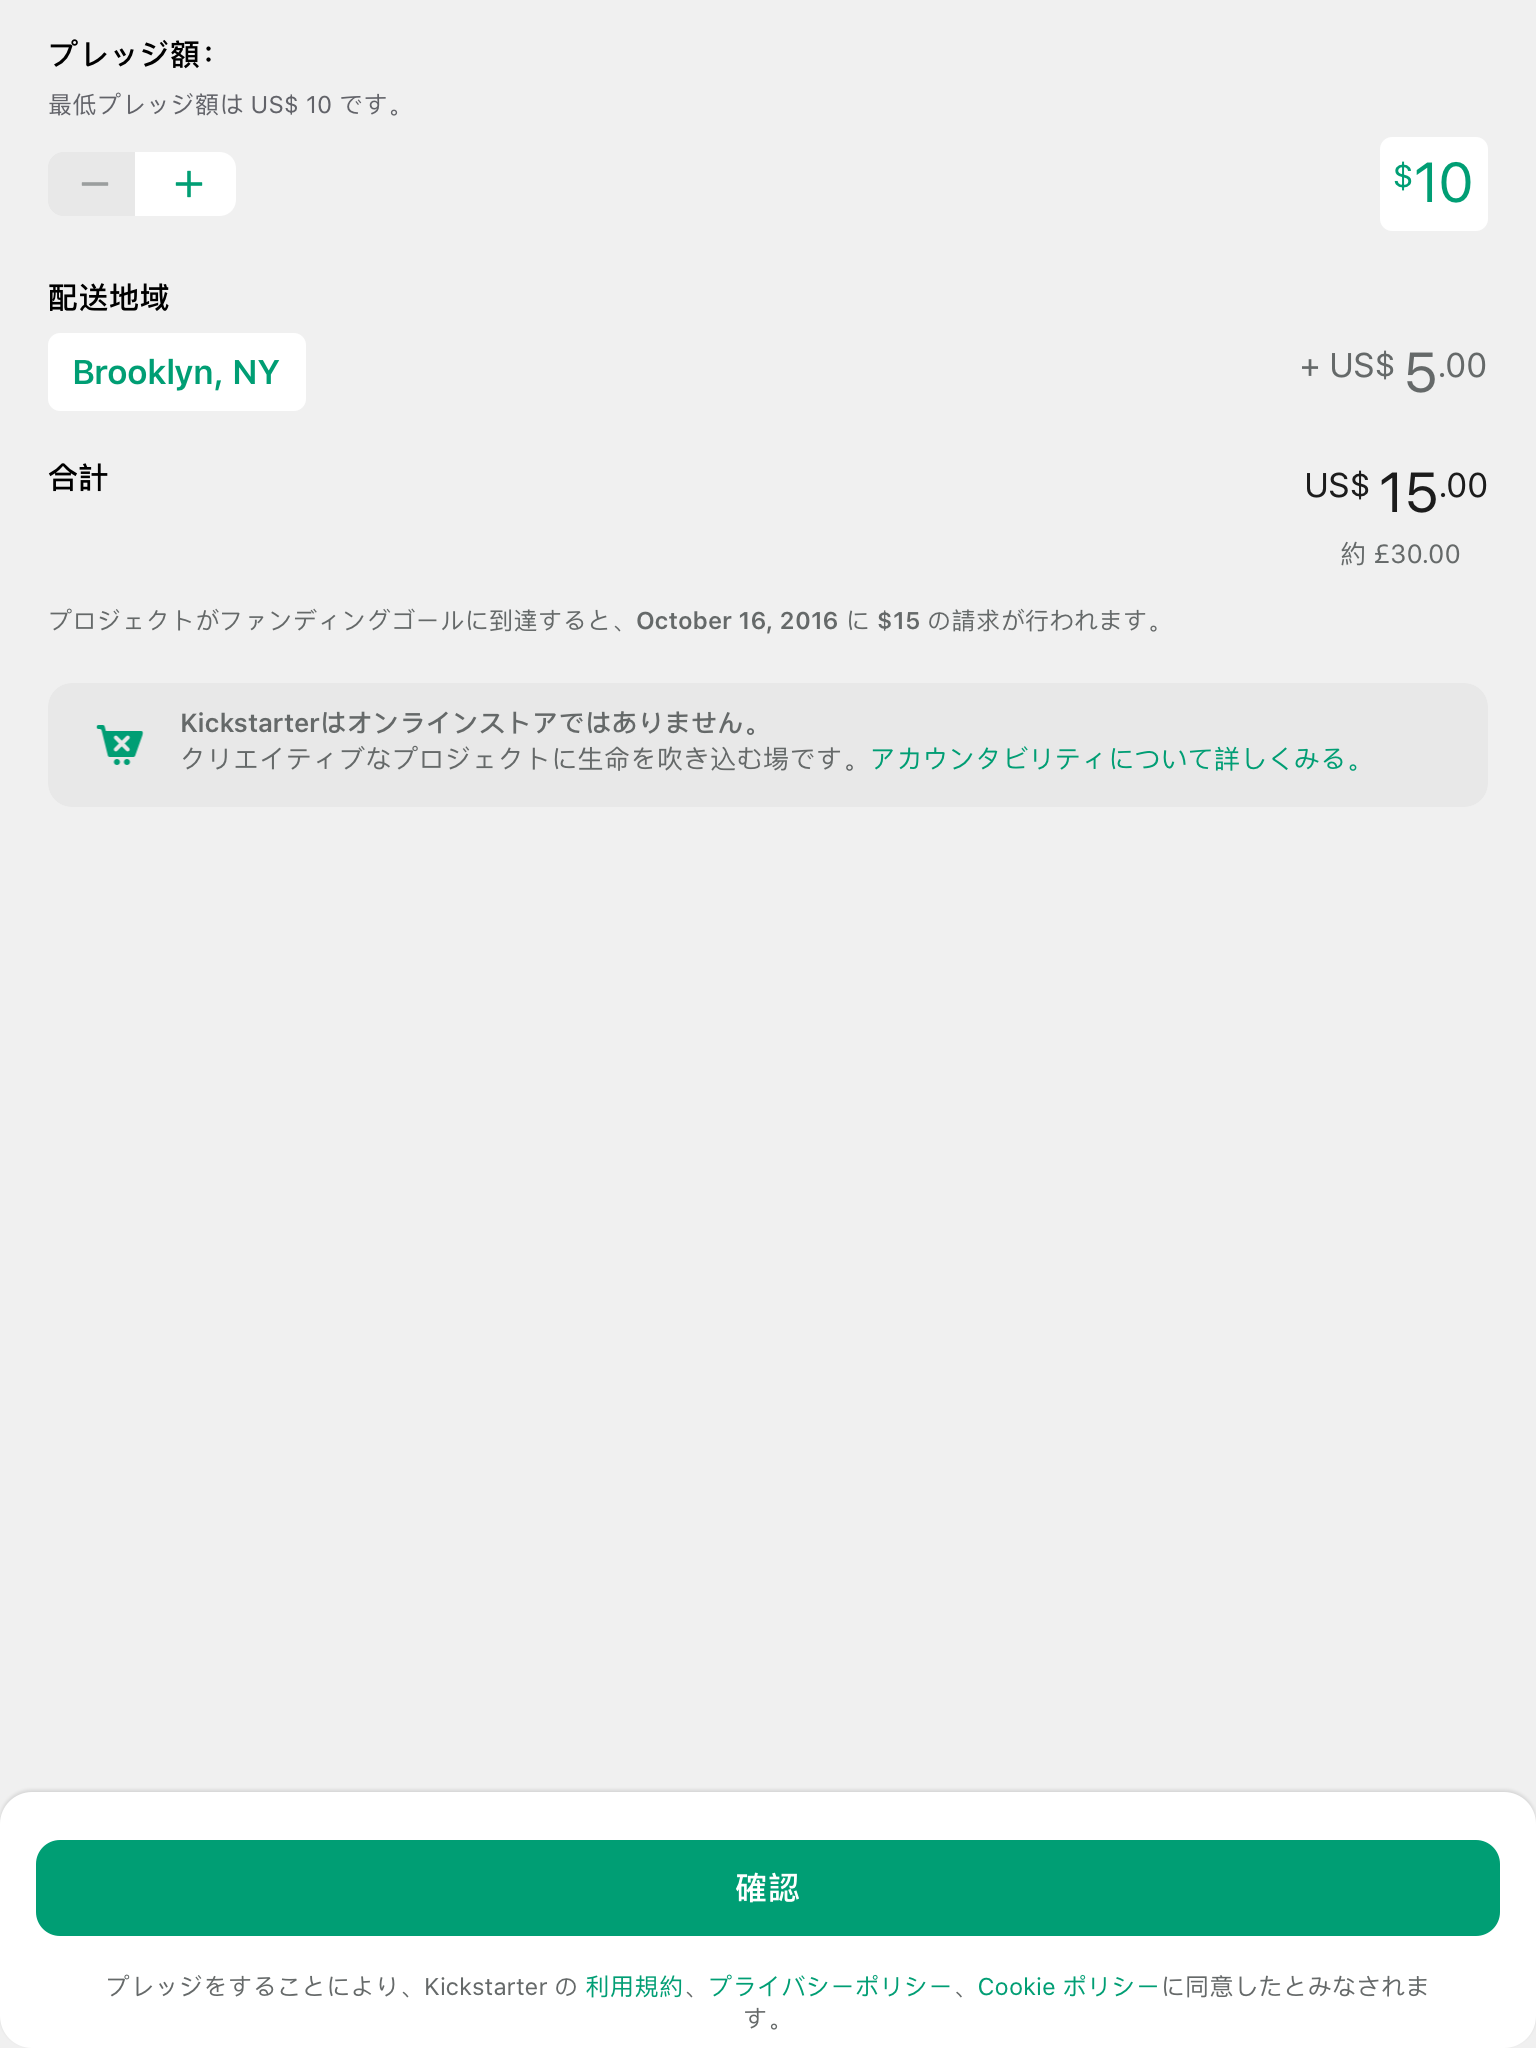 プレッジ額：
最低プレッジ額は US$ 10 です。
$10
配送地域
Brooklyn, NY
+ US$ 5.00
合計
US$ 15.00
約 £30.00
プロジェクトがファンディングゴールに到達すると、October 16, 2016 に $15 の請求が行われます。
Kickstarterはオンラインストアではありません。
クリエイティブなプロジェクトに生命を吹き込む場です。アカウンタビリティについて詳しくみる。
確認
プレッジをすることにより、Kickstarter の 利用規約、プライバシーポリシー、Cookie ポリシーに同意したとみなされま
す。